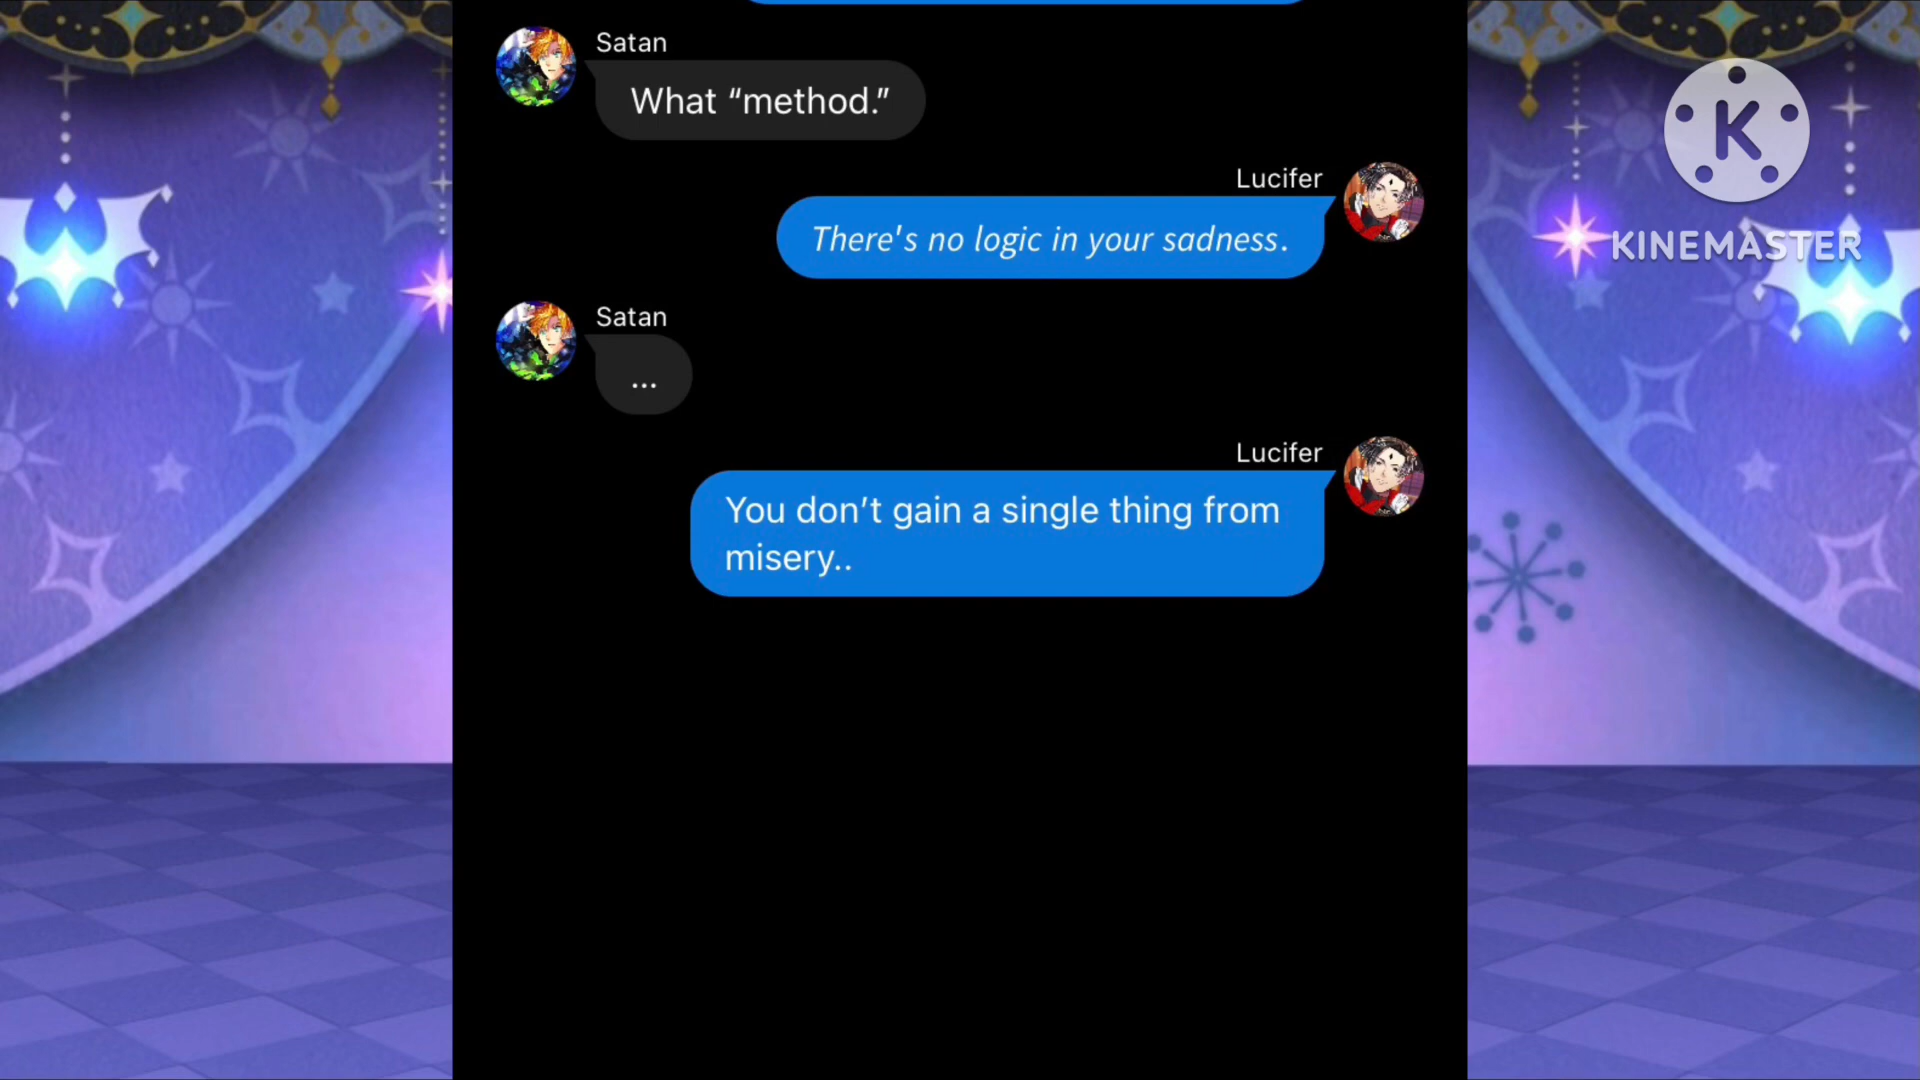 Satan
What “method.”
Lucifer
There's no logic in your sadness.
Satan
...
Lucifer
You don’t gain a single thing from
misery..
K
KINEMASTER